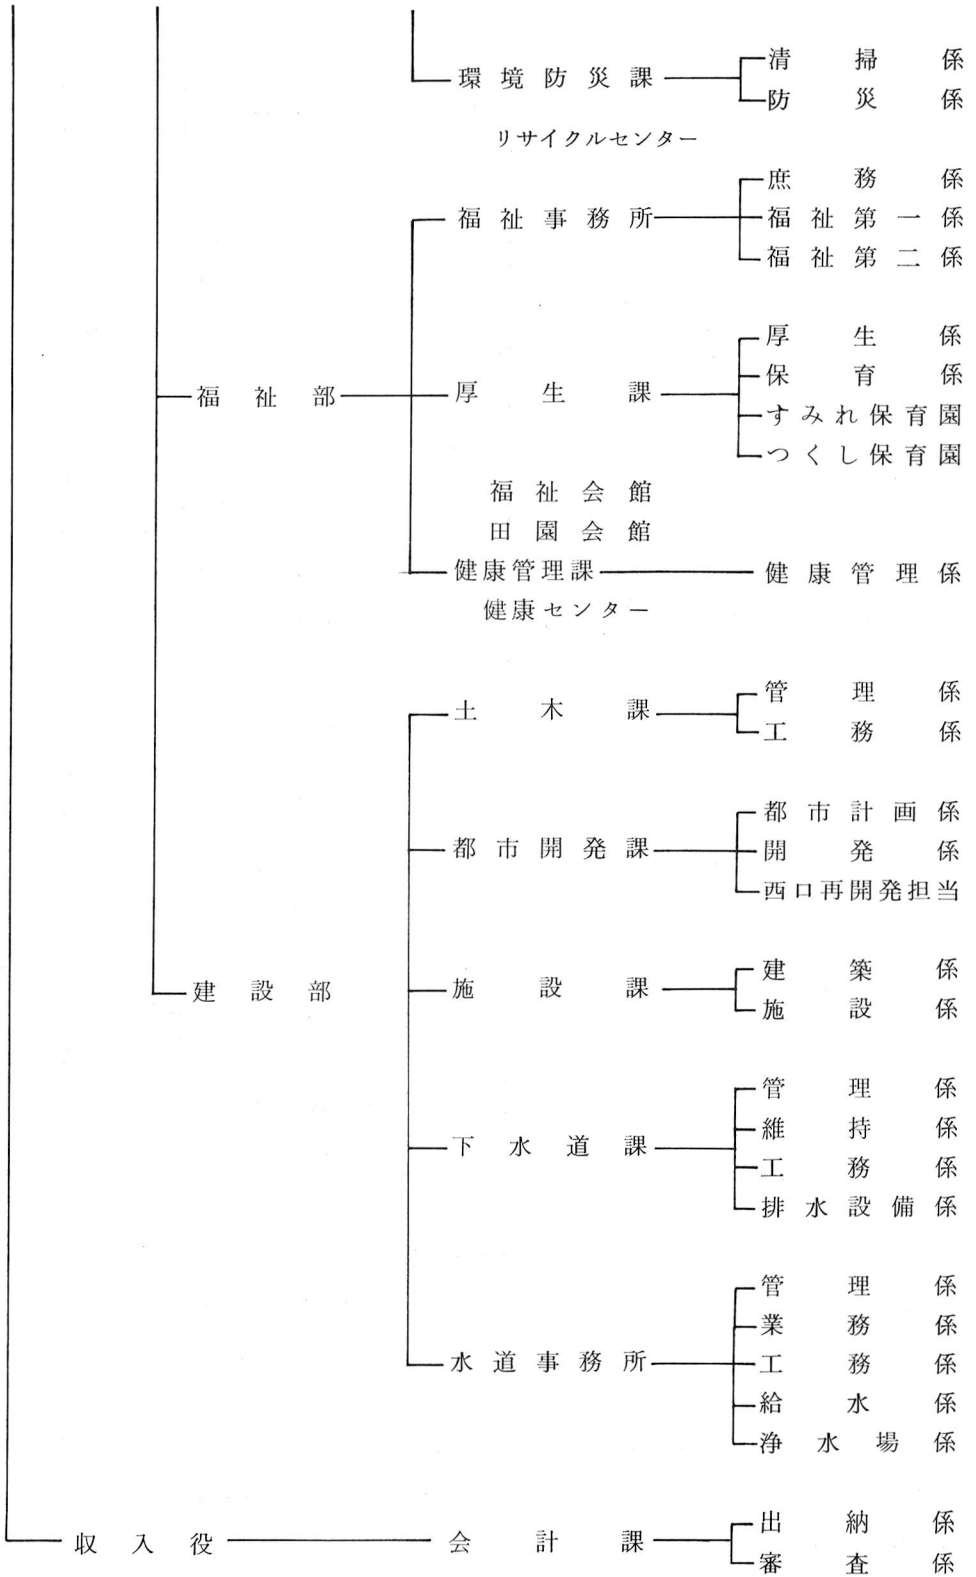 環境防災課
清掃係
防災係
リサイクルセンター
福祉事務所
庶務係
福祉第一係
福祉第二係
福祉部
厚生課
厚生係
保育係
すみれ保育園
つくし保育園
福祉会館
田園会館
健康管理課
健康管理係
健康センター
建設部
土木課
管理係
工務係
都市開発課
都市計画係
開発係
西口再開発担当
施設課
建築係
施設係
下水道課
管理係
維持係
工務係
排水設備係
水道事務所
管理係
業務係
工務係
給水係
浄水場係
収入役
会計課
出納係
審査係